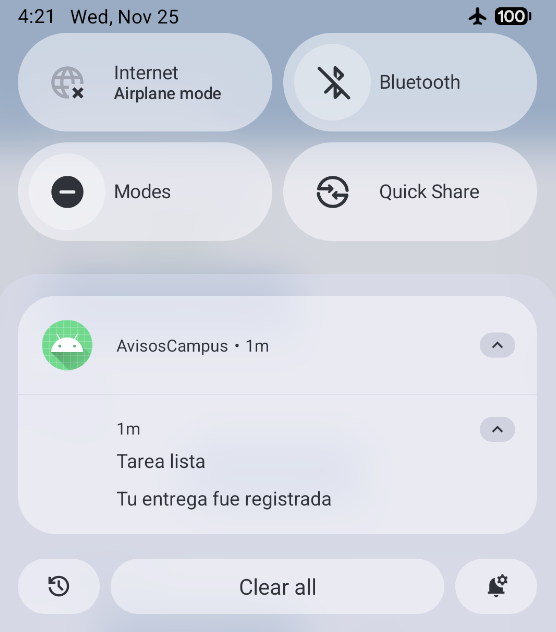 4:21 Wed, Nov 25 100
Internet
Airplane mode
Bluetooth
Modes
Quick Share
AvisosCampus • 1m
1m
Tarea lista
Tu entrega fue registrada
Clear all